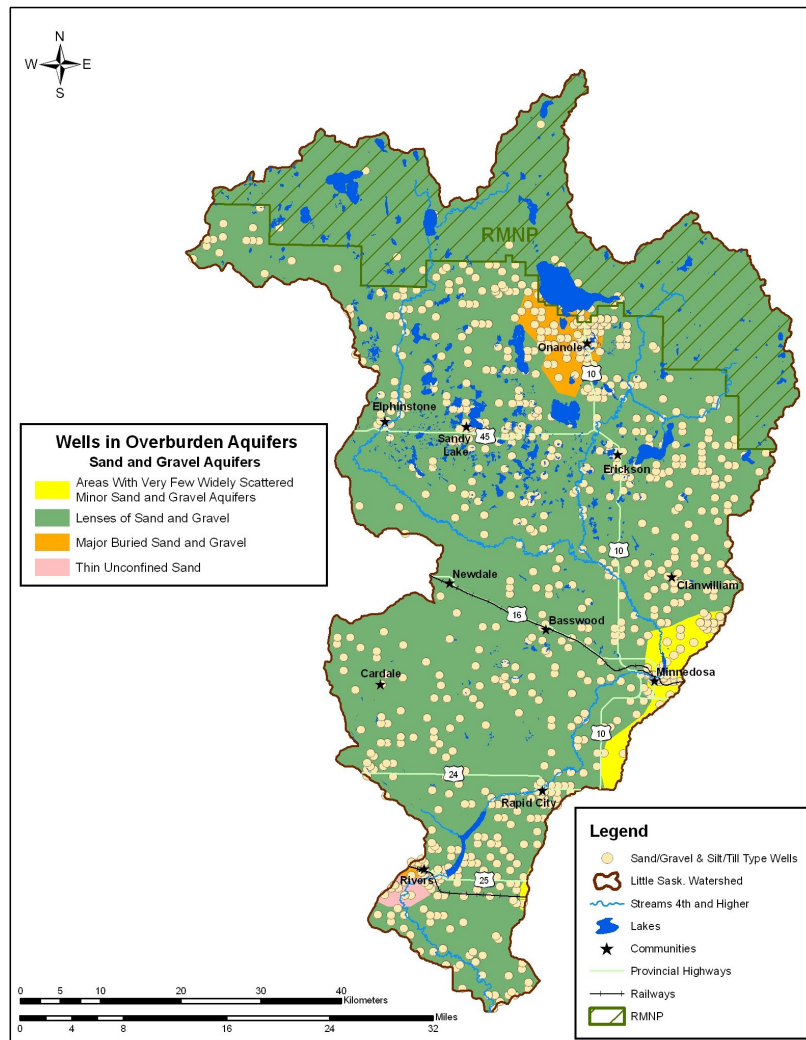 N
W E
S
RMNP
Onanole
10
Elphinstone
Sandy
Lake
45
Erickson
Wells in Overburden Aquifers
Sand and Gravel Aquifers
Areas With Very Few Widely Scattered
Minor Sand and Gravel Aquifers
Lenses of Sand and Gravel
Major Buried Sand and Gravel
Thin Unconfined Sand
10
Newdale
Clanwilliam
16
Basswood
Cardale
Minnedosa
10
24
Rapid City
Rivers
25
Legend
Sand/Gravel & Silt/Till Type Wells
Little Sask. Watershed
Streams 4th and Higher
Lakes
Communities
Provincial Highways
Railways
RMNP
0 5 10 20 30 40
Kilometers
0 4 8 16 24 32
Miles